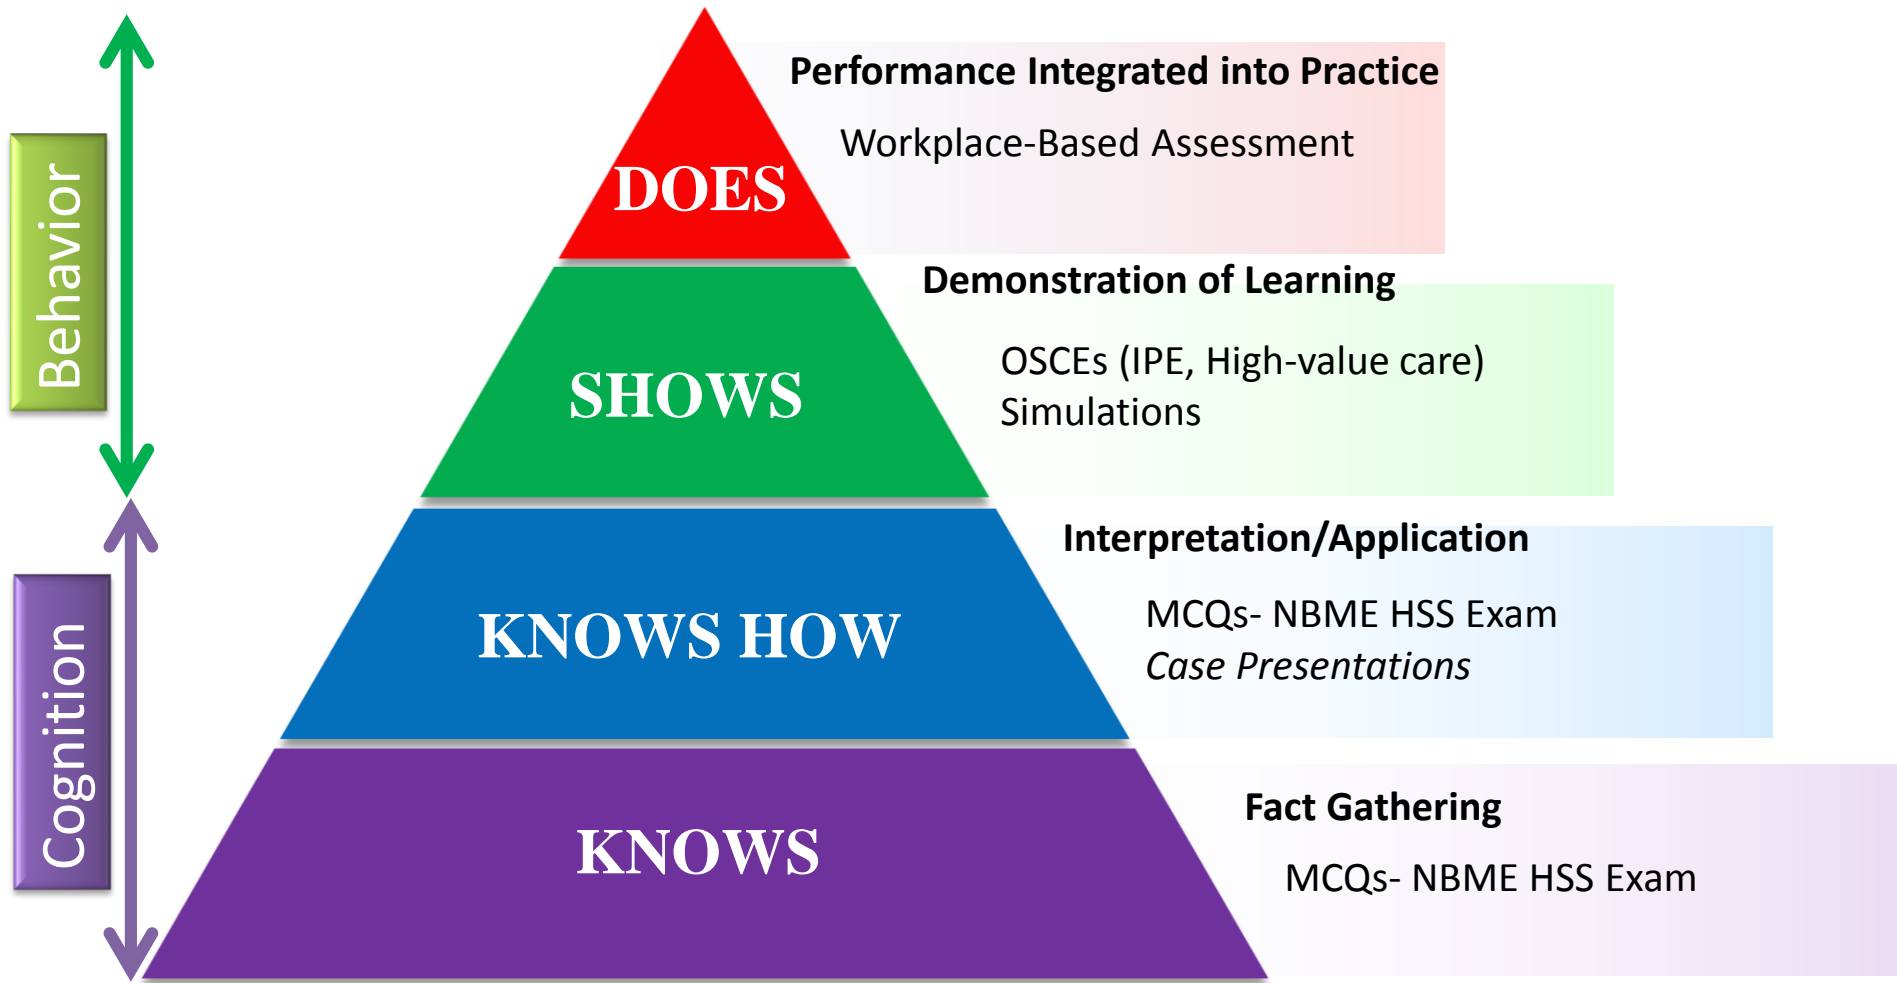 Behavior
Cognition
DOES
Performance Integrated into Practice
Workplace-Based Assessment
SHOWS
Demonstration of Learning
OSCEs (IPE, High-value care)
Simulations
KNOWS HOW
Interpretation/Application
MCQs- NBME HSS Exam
Case Presentations
KNOWS
Fact Gathering
MCQs- NBME HSS Exam